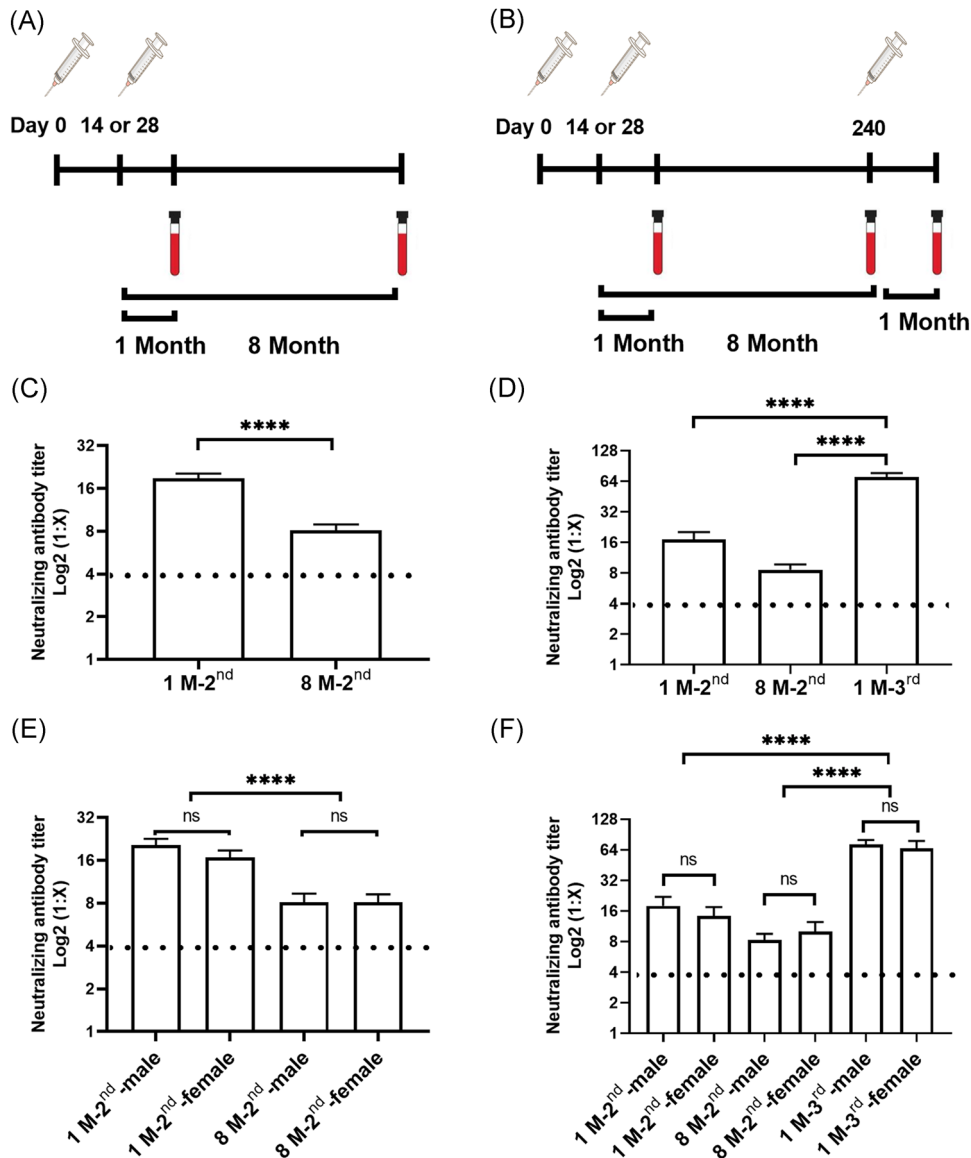 (A)
Day 0 14 or 28
1 Month 8 Month
(B)
Day 0 14 or 28 240
1 Month 8 Month 1 Month
(C)
Neutralizing antibody titer
Log2 (1:X)
****
32
16
8
4
2
1
1 M-2nd 8 M-2nd
(D)
Neutralizing antibody titer
Log2 (1:X)
****
****
128
64
32
16
8
4
2
1
1 M-2nd 8 M-2nd 1 M-3rd
(E)
Neutralizing antibody titer
Log2 (1:X)
****
ns ns
32
16
8
4
2
1
1 M-2nd -male
1 M-2nd -female
8 M-2nd -male
8 M-2nd -female
(F)
Neutralizing antibody titer
Log2 (1:X)
****
****
ns
ns
ns
128
64
32
16
8
4
2
1
1 M-2nd -male
1 M-2nd -female
8 M-2nd -male
8 M-2nd -female
1 M-3rd -male
1 M-3rd -female